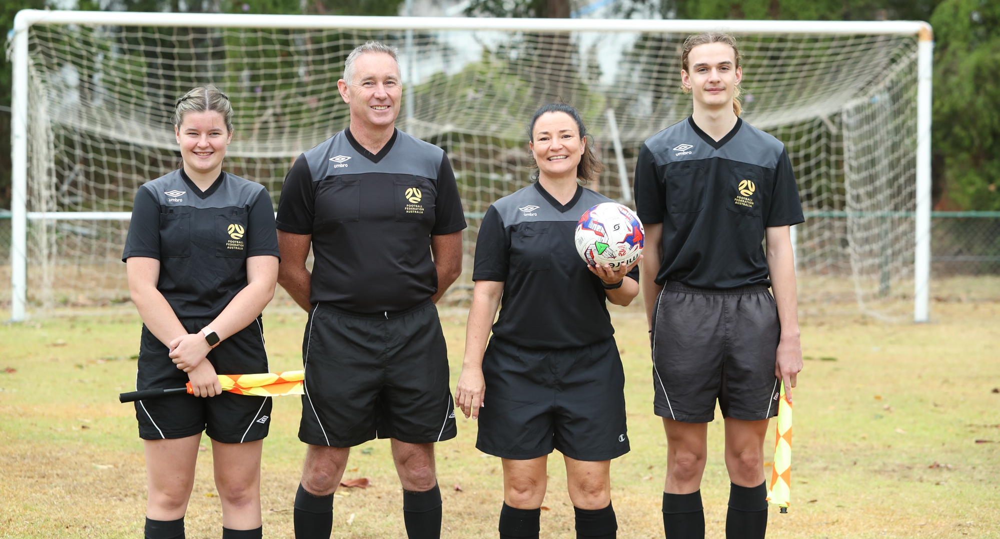 umbro
FOOTBALL
FEDERATION
AUSTRALIA
umbro
FOOTBALL
FEDERATION
AUSTRALIA
umbro
umbro
FOOTBALL
FEDERATION
AUSTRALIA